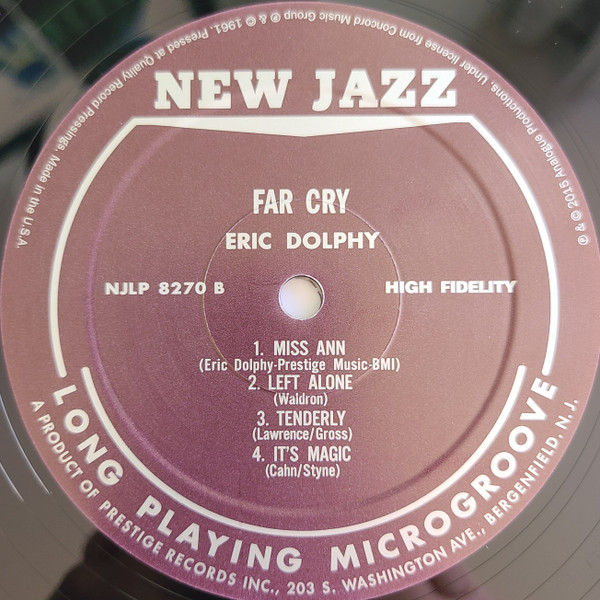 ℗ & © 1961. Pressed at Quality Record Pressings. Made in the U.S.A.
℗ & © 2015 Analogue Productions. Under license from Concord Music Group
NEW JAZZ
FAR CRY
ERIC DOLPHY
NJLP 8270 B
HIGH FIDELITY
1. MISS ANN
(Eric Dolphy-Prestige Music-BMI)
2. LEFT ALONE
(Waldron)
3. TENDERLY
(Lawrence/Gross)
4. IT'S MAGIC
(Cahn/Styne)
LONG PLAYING MICROGROOVE
A PRODUCT OF PRESTIGE RECORDS INC., 203 S. WASHINGTON AVE., BERGENFIELD, N. J.